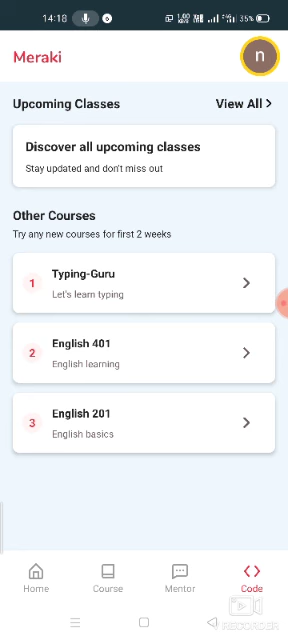 14:18
35%
Meraki
n
Upcoming Classes
View All
Discover all upcoming classes
Stay updated and don't miss out
Other Courses
Try any new courses for first 2 weeks
1
Typing-Guru
Let's learn typing
2
English 401
English learning
3
English 201
English basics
Home
Course
Mentor
Code
RECORDER